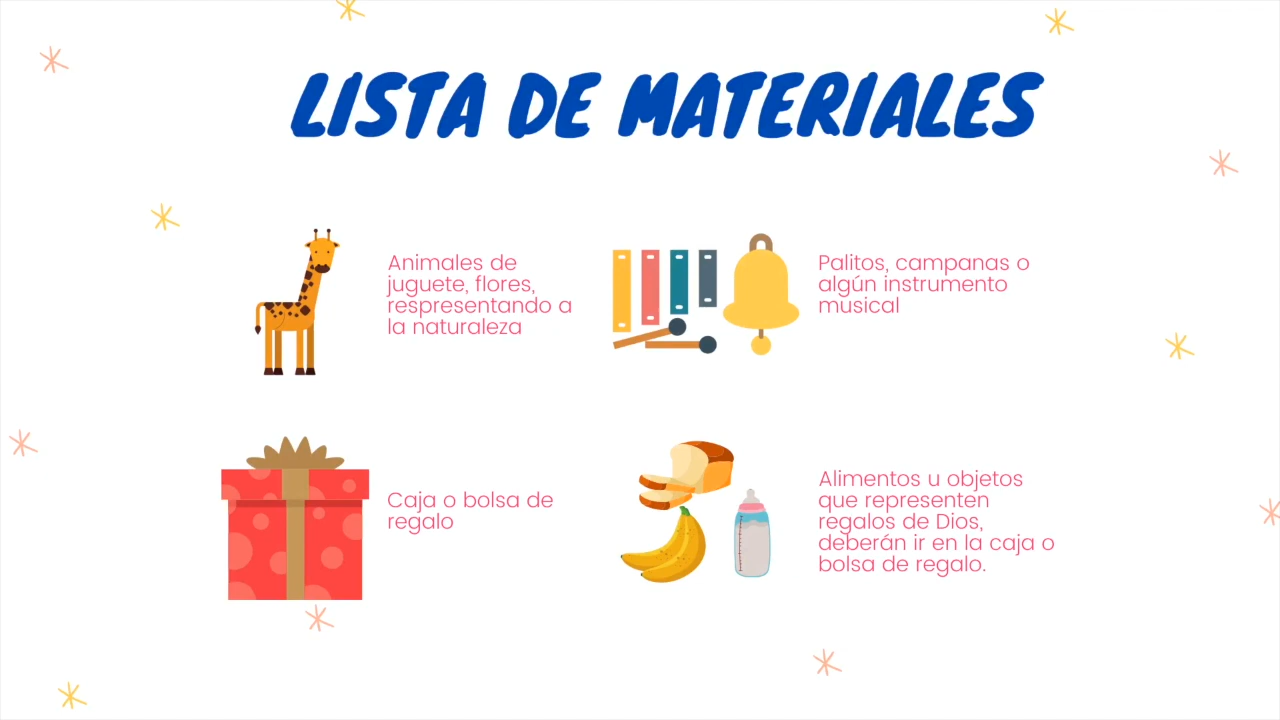 LISTA DE MATERIALES
Animales de
juguete, flores,
respresentando a
la naturaleza
Palitos, campanas o
algún instrumento
musical
Caja o bolsa de
regalo
Alimentos u objetos
que representen
regalos de Dios,
deberán ir en la caja o
bolsa de regalo.